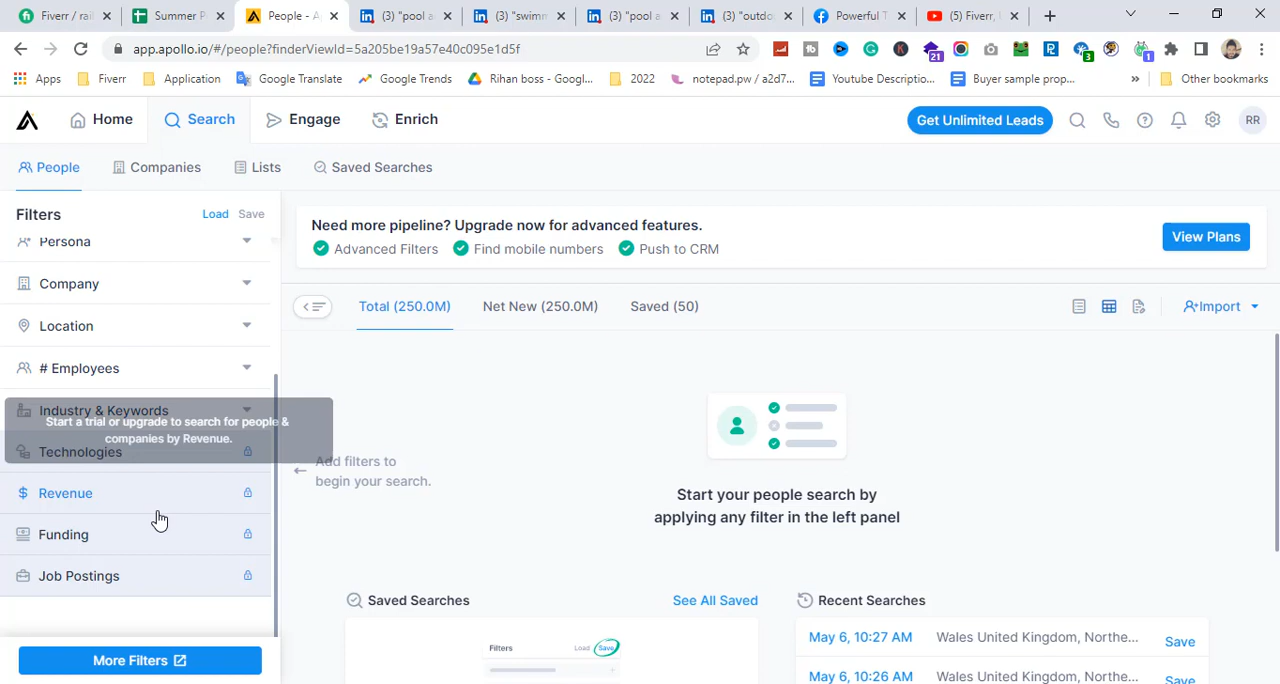 Fiverr / rail
Summer P
People - A
(3) "pool a
(3) "swimm
(3) "pool a
(3) "outdo
Powerful T
(5) Fiverr,
app.apollo.io/#/people?finderViewId=5a205be19a57e40c095e1d5f
21
3
1
Apps
Fiverr
Application
Google Translate
Google Trends
Rihan boss - Googl...
2022
notepad.pw/a2d7...
Youtube Descriptio...
Buyer sample prop...
»
Other bookmarks
Home
Search
Engage
Enrich
Get Unlimited Leads
RR
People
Companies
Lists
Saved Searches
Filters
Load
Save
Need more pipeline? Upgrade now for advanced features.
Advanced Filters
Find mobile numbers
Push to CRM
View Plans
Persona
Company
Location
# Employees
Industry & Keywords
Start a trial or upgrade to search for people &
companies by Revenue.
Technologies
Revenue
Funding
Job Postings
More Filters
Total (250.0M)
Net New (250.0M)
Saved (50)
Import
Add filters to
begin your search.
Start your people search by
applying any filter in the left panel
Saved Searches
See All Saved
Filters
Load
Save
Recent Searches
May 6, 10:27 AM
Wales United Kingdom, Northe...
Save
May 6, 10:26 AM
Wales United Kingdom, Northe...
Save